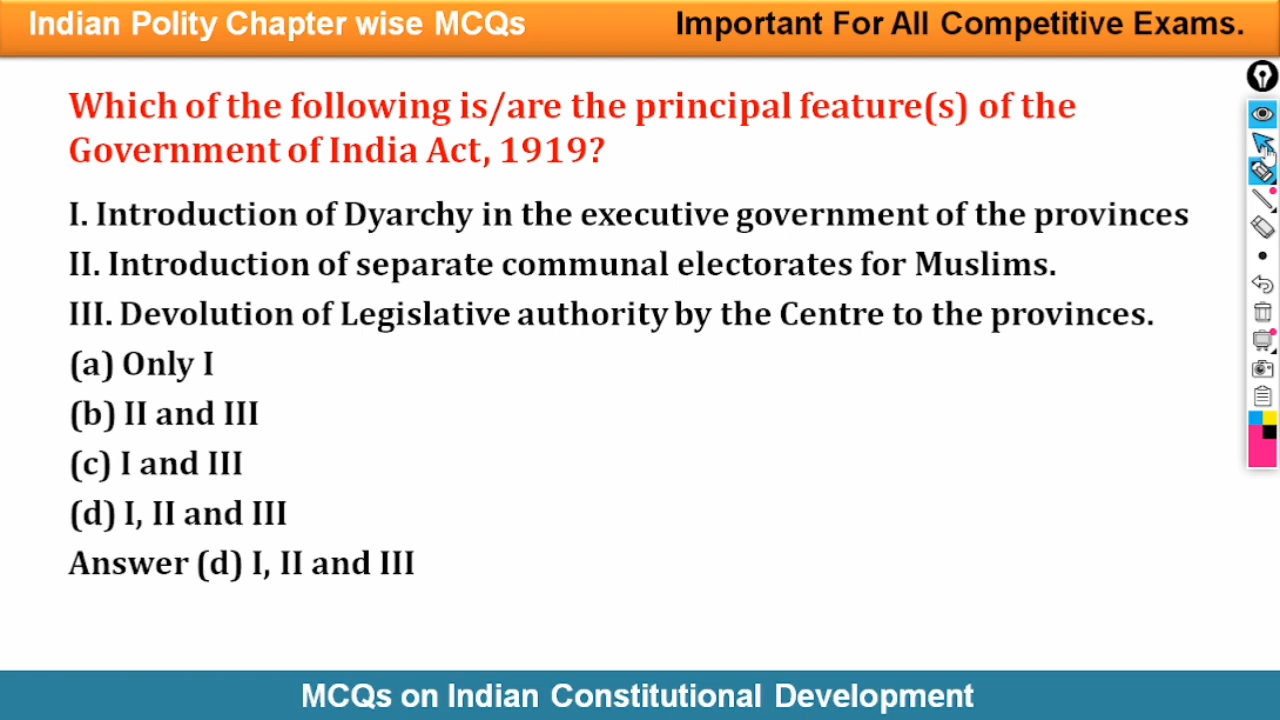 Indian Polity Chapter wise MCQs
Important For All Competitive Exams.
Which of the following is/are the principal feature(s) of the
Government of India Act, 1919?
I. Introduction of Dyarchy in the executive government of the provinces
II. Introduction of separate communal electorates for Muslims.
III. Devolution of Legislative authority by the Centre to the provinces.
(a) Only I
(b) II and III
(c) I and III
(d) I, II and III
Answer (d) I, II and III
MCQs on Indian Constitutional Development